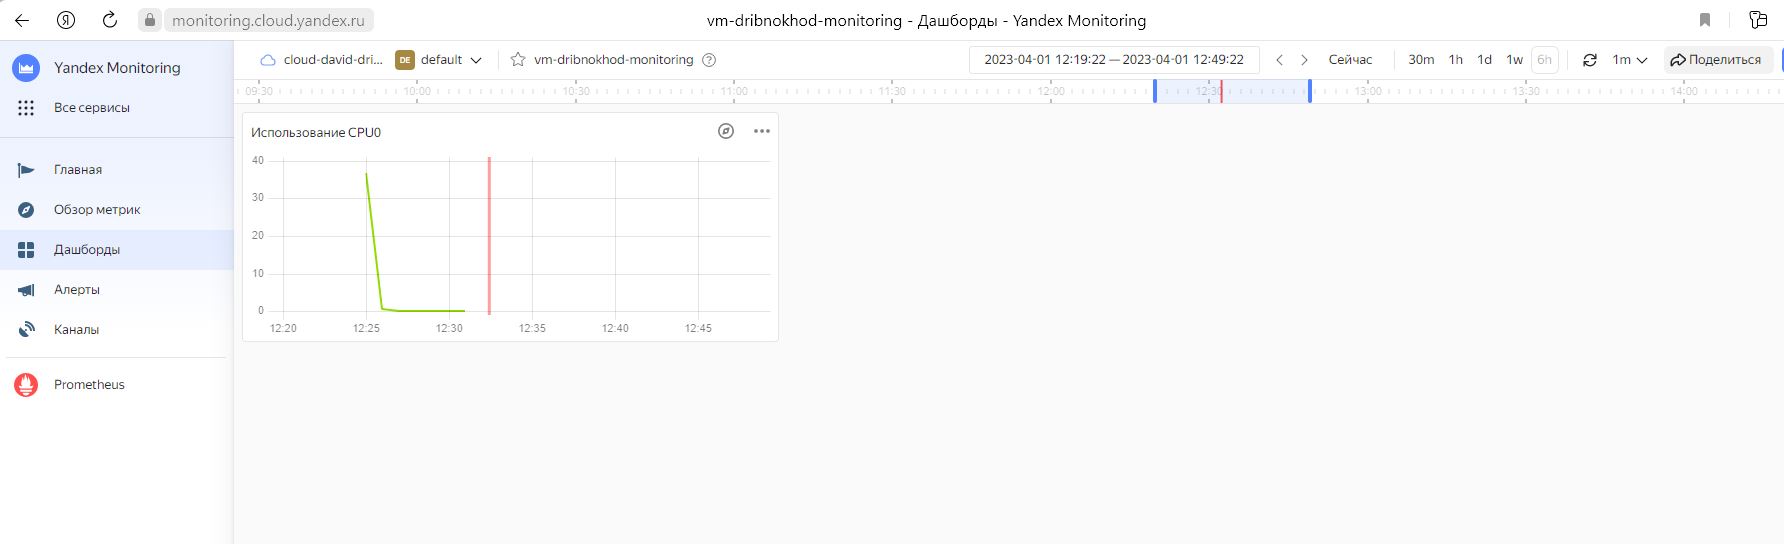 monitoring.cloud.yandex.ru
vm-dribnokhod-monitoring - Дашборды - Yandex Monitoring
Yandex Monitoring
cloud-david-dri...
DE
default
vm-dribnokhod-monitoring
2023-04-01 12:19:22 — 2023-04-01 12:49:22
Сейчас
30m 1h 1d 1w 6h
1m
Поделиться
09:30 10:00 10:30 11:00 11:30 12:00 12:30 13:00 13:30 14:00
Все сервисы
Главная
Обзор метрик
Дашборды
Алерты
Каналы
Prometheus
Использование CPU0
40
30
20
10
0
12:20 12:25 12:30 12:35 12:40 12:45